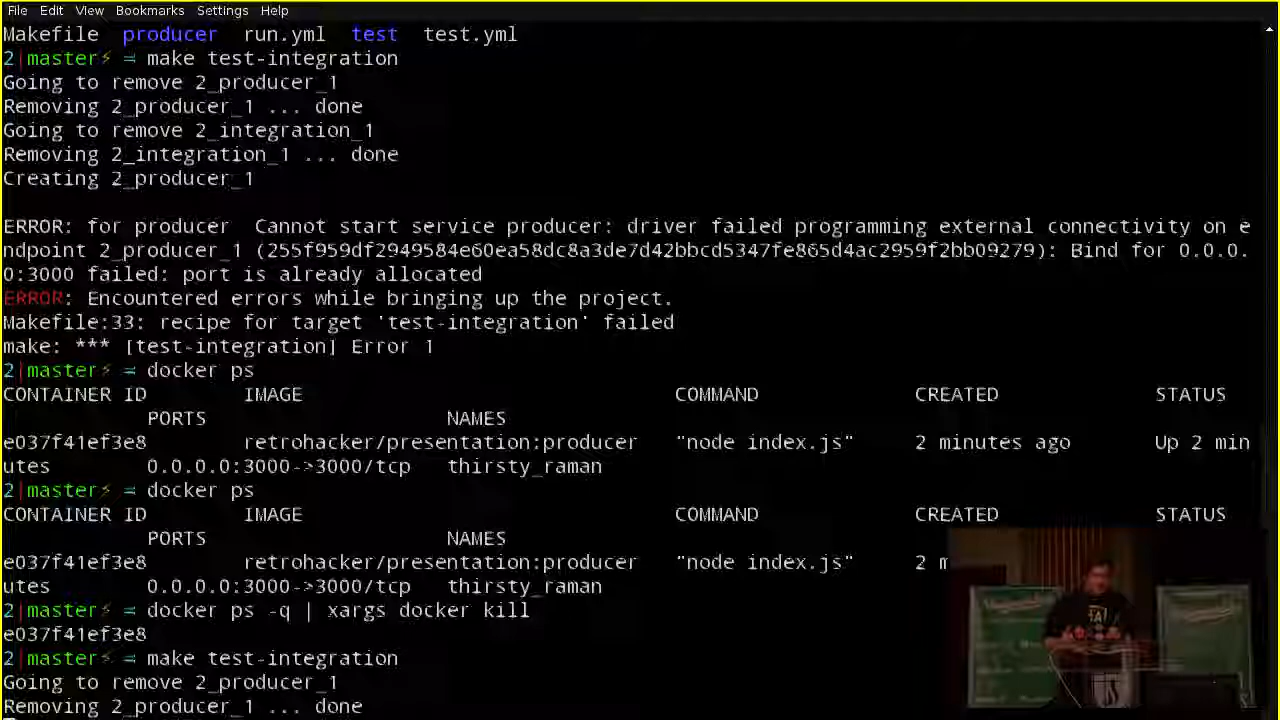 File Edit View Bookmarks Settings Help
Makefile producer run.yml test test.yml
2|master⚡ = make test-integration
Going to remove 2_producer_1
Removing 2_producer_1 ... done
Going to remove 2_integration_1
Removing 2_integration_1 ... done
Creating 2_producer_1
ERROR: for producer  Cannot start service producer: driver failed programming external connectivity on e
ndpoint 2_producer_1 (255f959df2949584e60ea58dc8a3de7d42bbcd5347fe865d4ac2959f2bb09279): Bind for 0.0.0.
0:3000 failed: port is already allocated
ERROR: Encountered errors while bringing up the project.
Makefile:33: recipe for target 'test-integration' failed
make: *** [test-integration] Error 1
2|master⚡ = docker ps
CONTAINER ID IMAGE COMMAND CREATED STATUS
PORTS NAMES
e037f41ef3e8 retrohacker/presentation:producer "node index.js" 2 minutes ago Up 2 min
utes 0.0.0.0:3000->3000/tcp thirsty_raman
2|master⚡ = docker ps
CONTAINER ID IMAGE COMMAND CREATED STATUS
PORTS NAMES
e037f41ef3e8 retrohacker/presentation:producer "node index.js" 2 m
utes 0.0.0.0:3000->3000/tcp thirsty_raman
2|master⚡ = docker ps -q | xargs docker kill
e037f41ef3e8
2|master⚡ = make test-integration
Going to remove 2_producer_1
Removing 2_producer_1 ... done